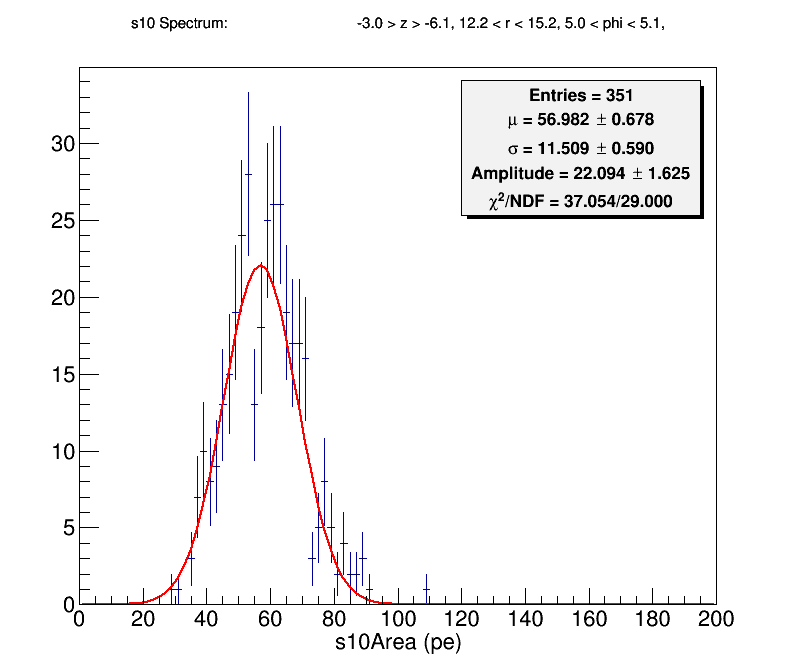 s10 Spectrum: -3.0 > z > -6.1, 12.2 < r < 15.2, 5.0 < phi < 5.1,
Entries = 351
μ = 56.982 ± 0.678
σ = 11.509 ± 0.590
Amplitude = 22.094 ± 1.625
χ²/NDF = 37.054/29.000
30
25
20
15
10
5
0
0 20 40 60 80 100 120 140 160 180 200
s10Area (pe)